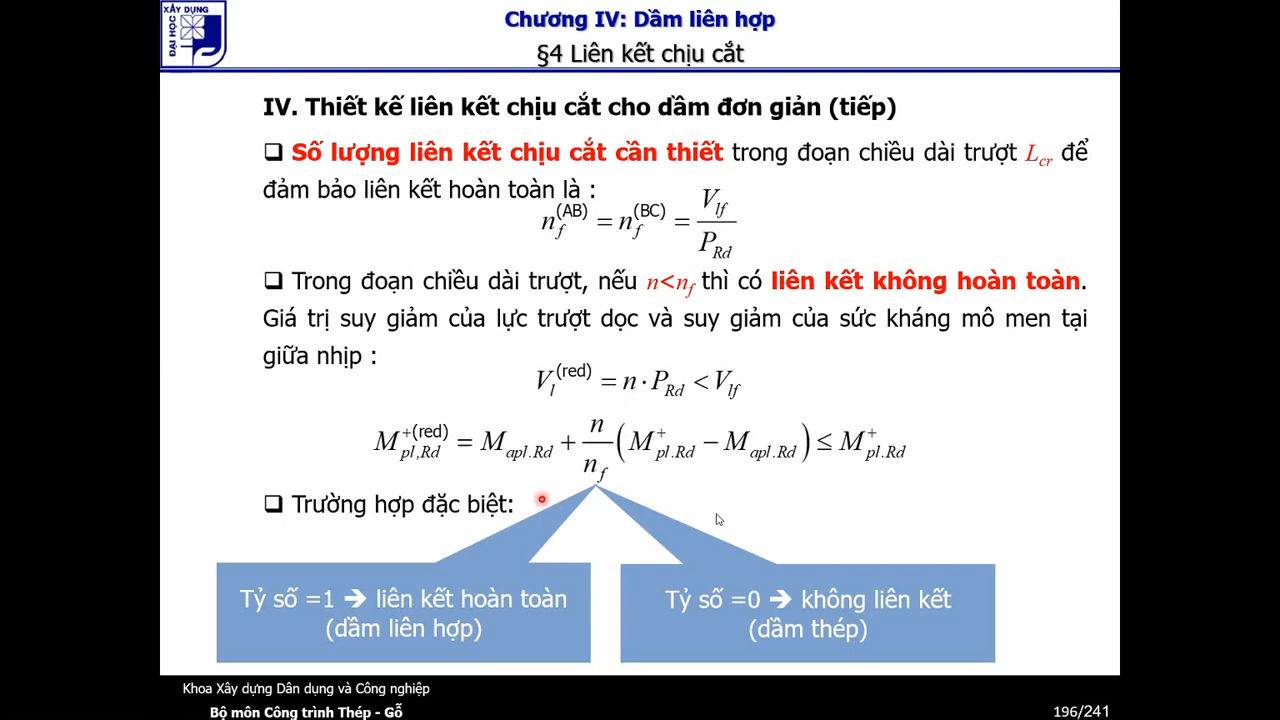 XÂY DỰNG
ĐẠI HỌC
Chương IV: Dầm liên hợp
§4 Liên kết chịu cắt
IV. Thiết kế liên kết chịu cắt cho dầm đơn giản (tiếp)
❑ Số lượng liên kết chịu cắt cần thiết trong đoạn chiều dài trượt L_cr để
đảm bảo liên kết hoàn toàn là :
n_f^(AB) = n_f^(BC) = V_lf / P_Rd
❑ Trong đoạn chiều dài trượt, nếu n<n_f thì có liên kết không hoàn toàn.
Giá trị suy giảm của lực trượt dọc và suy giảm của sức kháng mô men tại
giữa nhịp :
V_l^(red) = n · P_Rd < V_lf
M_pl,Rd^+(red) = M_apl.Rd + n / n_f (M_pl.Rd^+ − M_apl.Rd) ≤ M_pl.Rd^+
❑ Trường hợp đặc biệt:
Tỷ số =1 ➔ liên kết hoàn toàn
(dầm liên hợp)
Tỷ số =0 ➔ không liên kết
(dầm thép)
Khoa Xây dựng Dân dụng và Công nghiệp
Bộ môn Công trình Thép - Gỗ
196/241